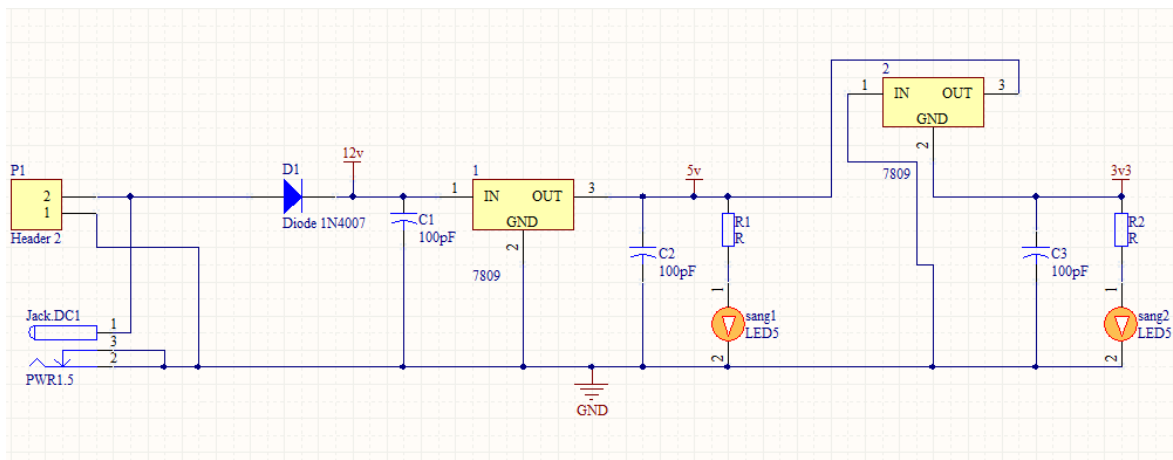 P1
2
1
Header 2
Jack.DC1
1
3
2
PWR1.5
D1
Diode 1N4007
12v
C1
100pF
1
1
IN
OUT
3
GND
2
7809
C2
100pF
5v
R1
R
1
sang1
LED5
2
GND
2
1
IN
OUT
3
GND
2
7809
C3
100pF
3v3
R2
R
1
sang2
LED5
2